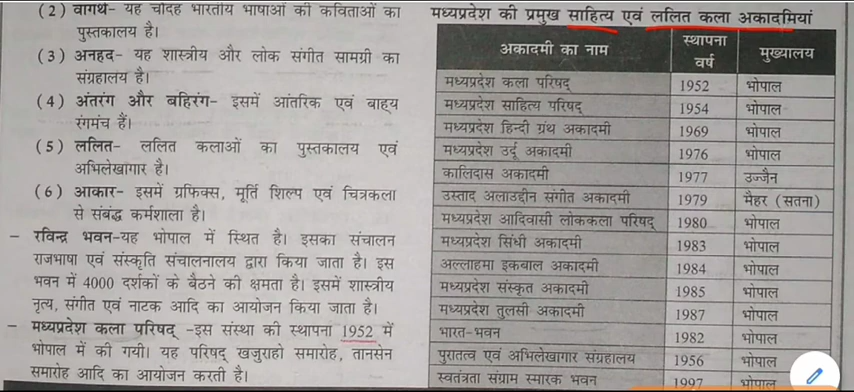 (2) वागर्थ- यह चौदह भारतीय भाषाओं की कविताओं का
पुस्तकालय है।
(3) अनहद- यह शास्त्रीय और लोक संगीत सामग्री का
संग्रहालय है।
(4) अंतरंग और बहिरंग- इसमें आंतरिक एवं बाह्य
रंगमंच हैं।
(5) ललित- ललित कलाओं का पुस्तकालय एवं
अभिलेखागार है।
(6) आकार- इसमें ग्रफिक्स, मूर्ति शिल्प एवं चित्रकला
से संबंद्ध कर्मशाला है।
– रविन्द्र भवन-यह भोपाल में स्थित है। इसका संचालन
राजभाषा एवं संस्कृति संचालनालय द्वारा किया जाता है। इस
भवन में 4000 दर्शकों के बैठने की क्षमता है। इसमें शास्त्रीय
नृत्य, संगीत एवं नाटक आदि का आयोजन किया जाता है।
– मध्यप्रदेश कला परिषद् -इस संस्था की स्थापना 1952 में
भोपाल में की गयी। यह परिषद् खजुराहो समारोह, तानसेन
समारोह आदि का आयोजन करती है।
मध्यप्रदेश की प्रमुख साहित्य एवं ललित कला अकादमियां
अकादमी का नाम स्थापना वर्ष मुख्यालय
मध्यप्रदेश कला परिषद् 1952 भोपाल
मध्यप्रदेश साहित्य परिषद् 1954 भोपाल
मध्यप्रदेश हिन्दी ग्रंथ अकादमी 1969 भोपाल
मध्यप्रदेश उर्दू अकादमी 1976 भोपाल
कालिदास अकादमी 1977 उज्जैन
उस्ताद अलाउद्दीन संगीत अकादमी 1979 मैहर (सतना)
मध्यप्रदेश आदिवासी लोककला परिषद् 1980 भोपाल
मध्यप्रदेश सिंधी अकादमी 1983 भोपाल
अल्लाहमा इकबाल अकादमी 1984 भोपाल
मध्यप्रदेश संस्कृत अकादमी 1985 भोपाल
मध्यप्रदेश तुलसी अकादमी 1987 भोपाल
भारत-भवन 1982 भोपाल
पुरातत्व एवं अभिलेखागार संग्रहालय 1956 भोपाल
स्वतंत्रता संग्राम स्मारक भवन 1997 भोपाल